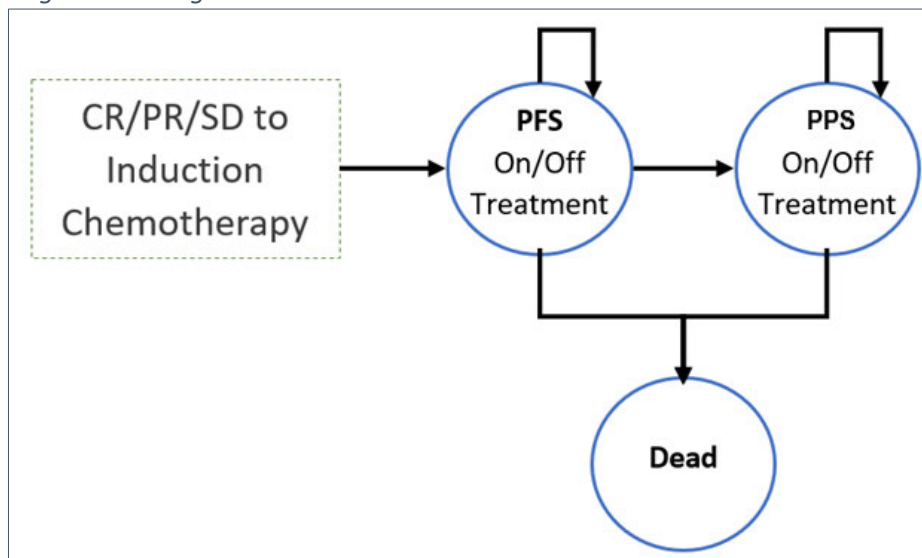 CR/PR/SD to
Induction
Chemotherapy
PFS
On/Off
Treatment
PPS
On/Off
Treatment
Dead